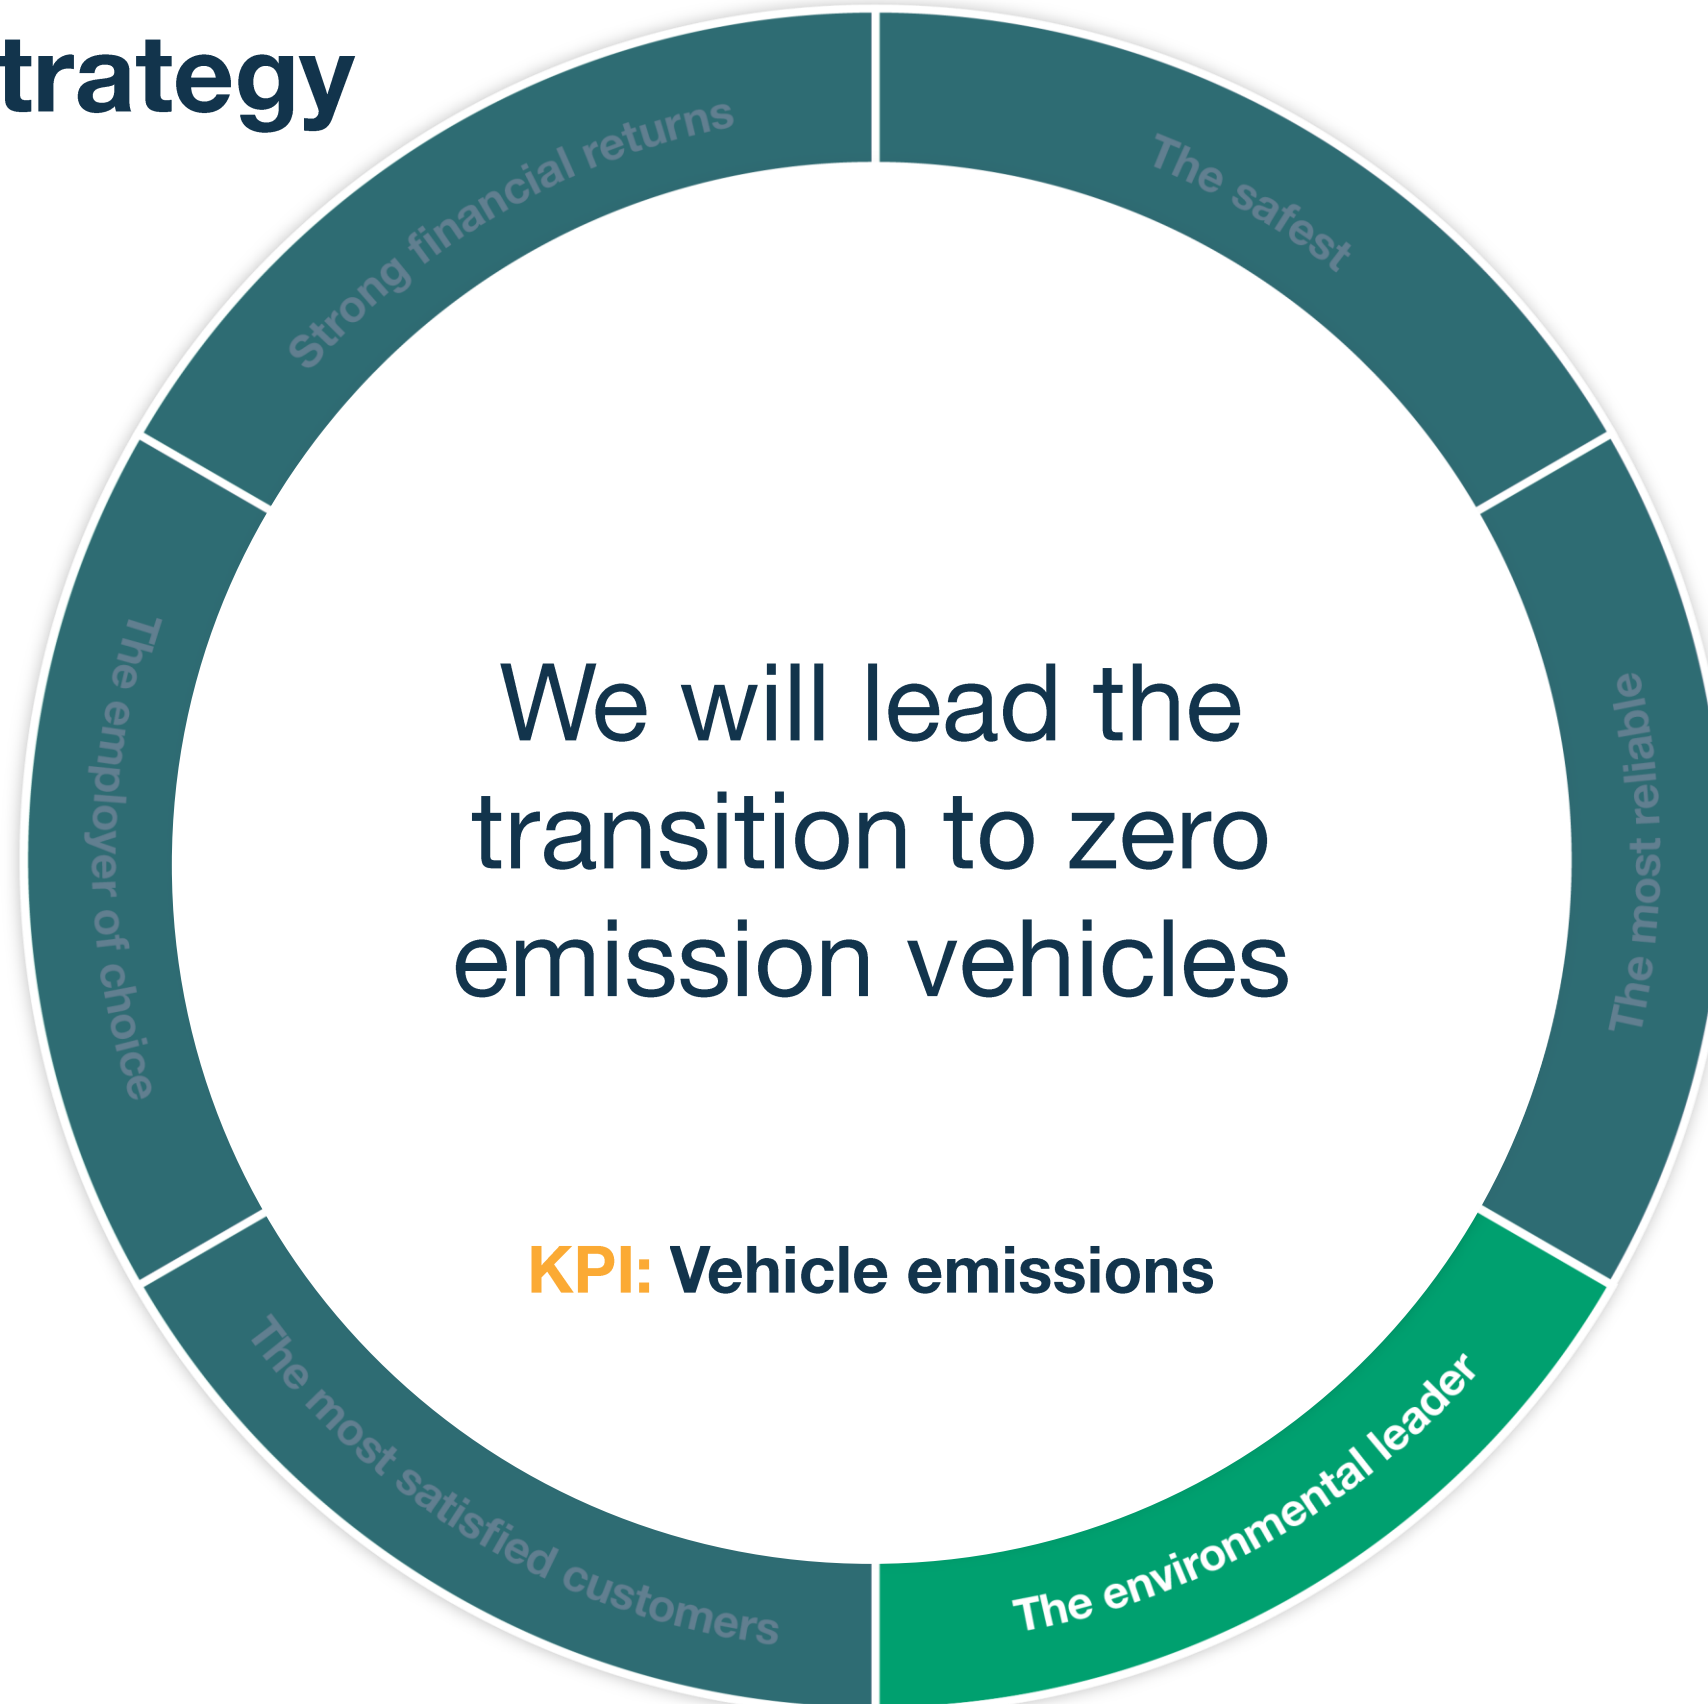 trategy
Strong financial returns
The safest
The most reliable
The environmental leader
The most satisfied customers
The employer of choice
We will lead the
transition to zero
emission vehicles
KPI: Vehicle emissions